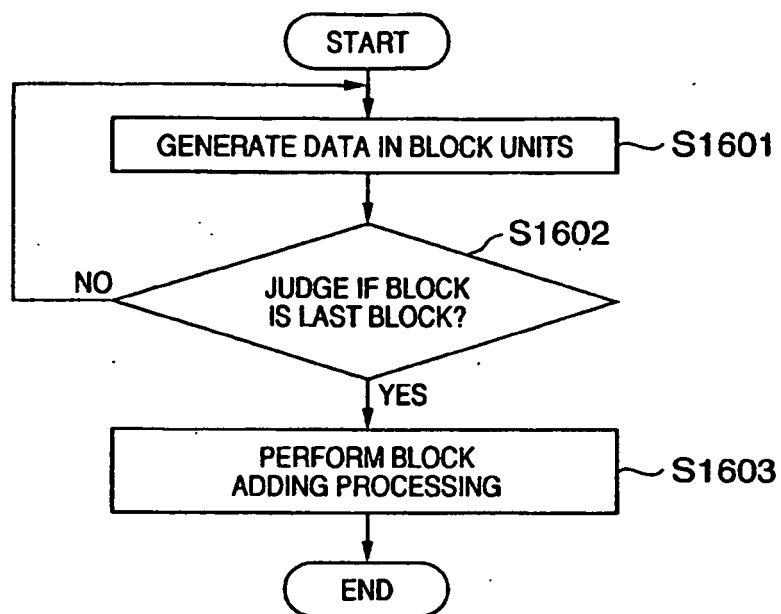 START
GENERATE DATA IN BLOCK UNITS
S1601
S1602
NO
JUDGE IF BLOCK
IS LAST BLOCK?
YES
PERFORM BLOCK
ADDING PROCESSING
S1603
END